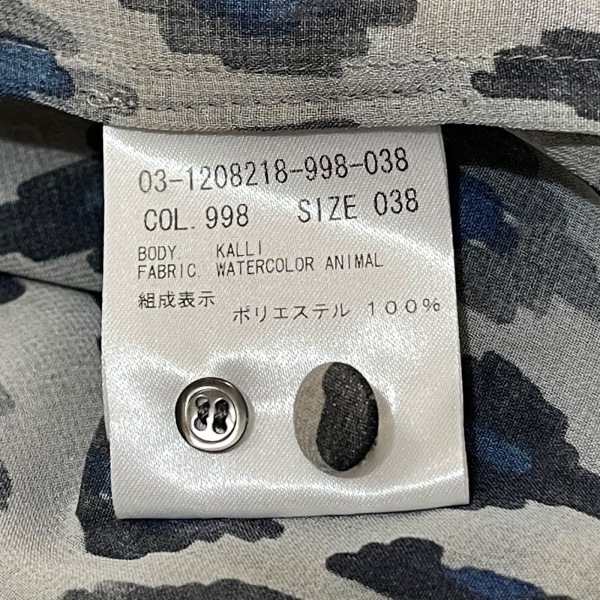 03-1208218-998-038
COL. 998 SIZE 038
BODY. KALLI
FABRIC. WATERCOLOR ANIMAL
組成表示
ポリエステル 100%